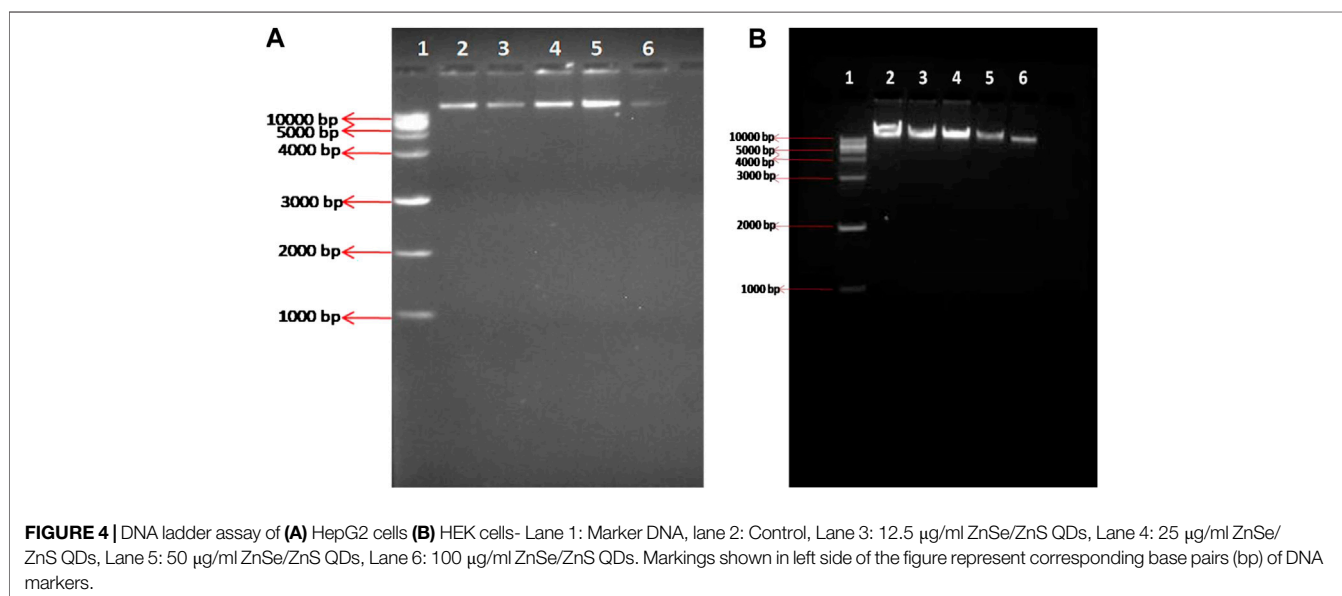 A
1 2 3 4 5 6
10000 bp
5000 bp
4000 bp
3000 bp
2000 bp
1000 bp
B
1 2 3 4 5 6
10000 bp
5000 bp
4000 bp
3000 bp
2000 bp
1000 bp
FIGURE 4 | DNA ladder assay of (A) HepG2 cells (B) HEK cells- Lane 1: Marker DNA, lane 2: Control, Lane 3: 12.5 μg/ml ZnSe/ZnS QDs, Lane 4: 25 μg/ml ZnSe/
ZnS QDs, Lane 5: 50 μg/ml ZnSe/ZnS QDs, Lane 6: 100 μg/ml ZnSe/ZnS QDs. Markings shown in left side of the figure represent corresponding base pairs (bp) of DNA
markers.